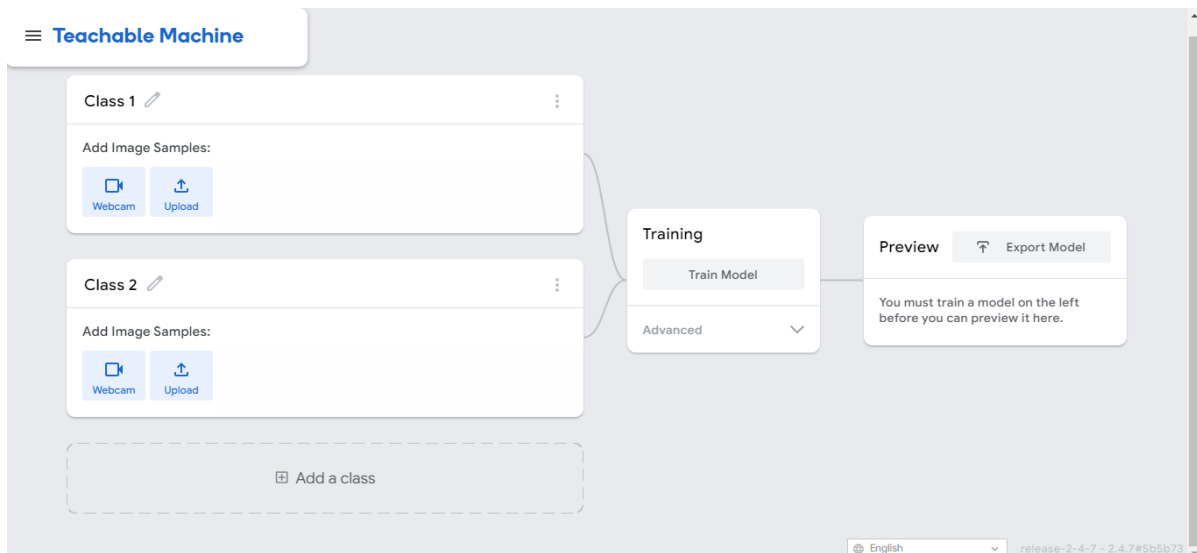 Teachable Machine
Class 1
Add Image Samples:
Webcam
Upload
Class 2
Add Image Samples:
Webcam
Upload
Add a class
Training
Train Model
Advanced
Preview
Export Model
You must train a model on the left
before you can preview it here.
English
release-2-4-7 - 2.4.7#5b5b73